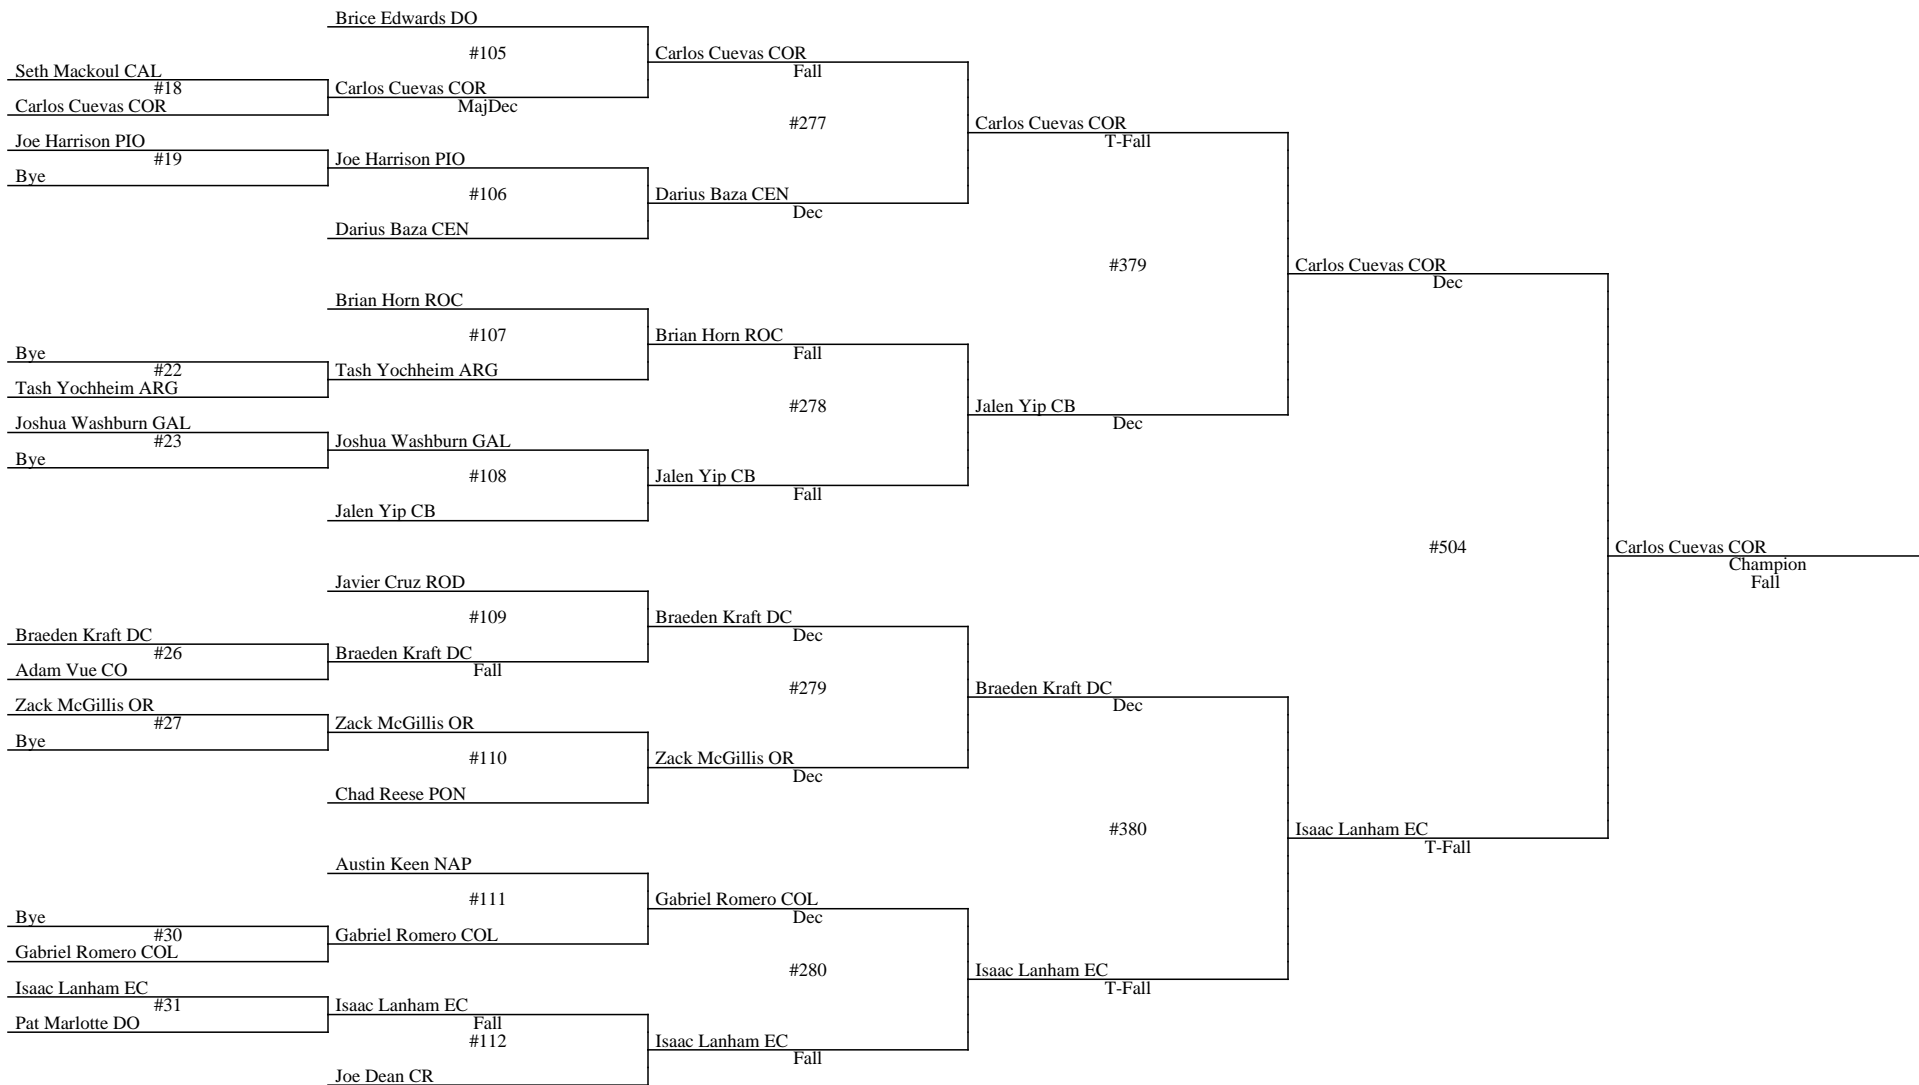 Brice Edwards DO
#105
Carlos Cuevas COR
Fall
Seth Mackoul CAL
#18
Carlos Cuevas COR
Carlos Cuevas COR
MajDec
#277
Carlos Cuevas COR
T-Fall
Joe Harrison PIO
#19
Bye
Joe Harrison PIO
#106
Darius Baza CEN
Dec
Darius Baza CEN
#379
Carlos Cuevas COR
Dec
Brian Horn ROC
#107
Brian Horn ROC
Fall
Bye
#22
Tash Yochheim ARG
Tash Yochheim ARG
#278
Jalen Yip CB
Dec
Joshua Washburn GAL
#23
Bye
Joshua Washburn GAL
#108
Jalen Yip CB
Fall
Jalen Yip CB
#504
Carlos Cuevas COR
Champion
Fall
Javier Cruz ROD
#109
Braeden Kraft DC
Dec
Braeden Kraft DC
#26
Adam Vue CO
Braeden Kraft DC
Fall
#279
Braeden Kraft DC
Dec
Zack McGillis OR
#27
Bye
Zack McGillis OR
#110
Zack McGillis OR
Dec
Chad Reese PON
#380
Isaac Lanham EC
T-Fall
Austin Keen NAP
#111
Gabriel Romero COL
Dec
Bye
#30
Gabriel Romero COL
Gabriel Romero COL
#280
Isaac Lanham EC
T-Fall
Isaac Lanham EC
#31
Pat Marlotte DO
Isaac Lanham EC
Fall
#112
Isaac Lanham EC
Fall
Joe Dean CR